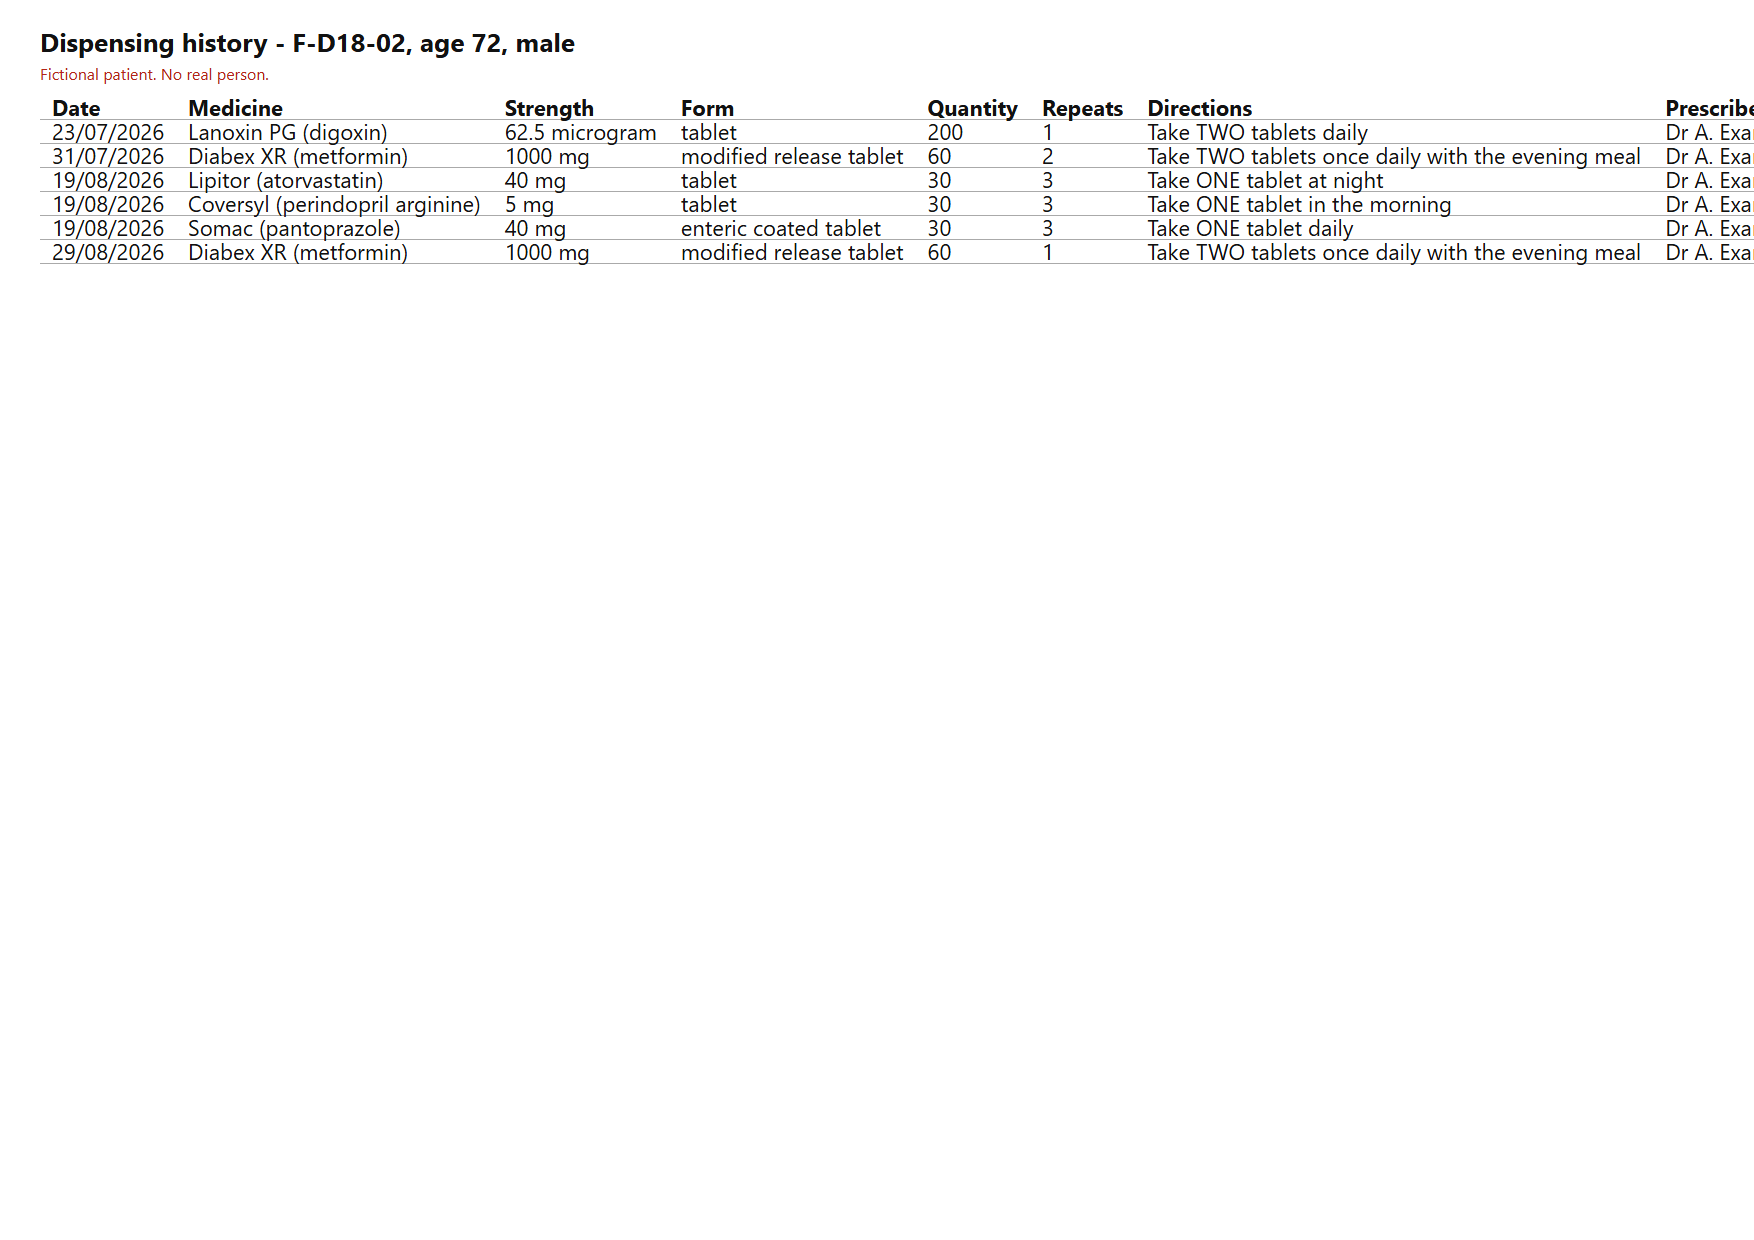 Dispensing history - F-D18-02, age 72, male
Fictional patient. No real person.
Date Medicine Strength Form Quantity Repeats Directions
23/07/2026 Lanoxin PG (digoxin) 62.5 microgram tablet 200 1 Take TWO tablets daily Dr A.
31/07/2026 Diabex XR (metformin) 1000 mg modified release tablet 60 2 Take TWO tablets once daily with the evening meal Dr A.
19/08/2026 Lipitor (atorvastatin) 40 mg tablet 30 3 Take ONE tablet at night Dr A.
19/08/2026 Coversyl (perindopril arginine) 5 mg tablet 30 3 Take ONE tablet in the morning Dr A.
19/08/2026 Somac (pantoprazole) 40 mg enteric coated tablet 30 3 Take ONE tablet daily Dr A.
29/08/2026 Diabex XR (metformin) 1000 mg modified release tablet 60 1 Take TWO tablets once daily with the evening meal Dr A.